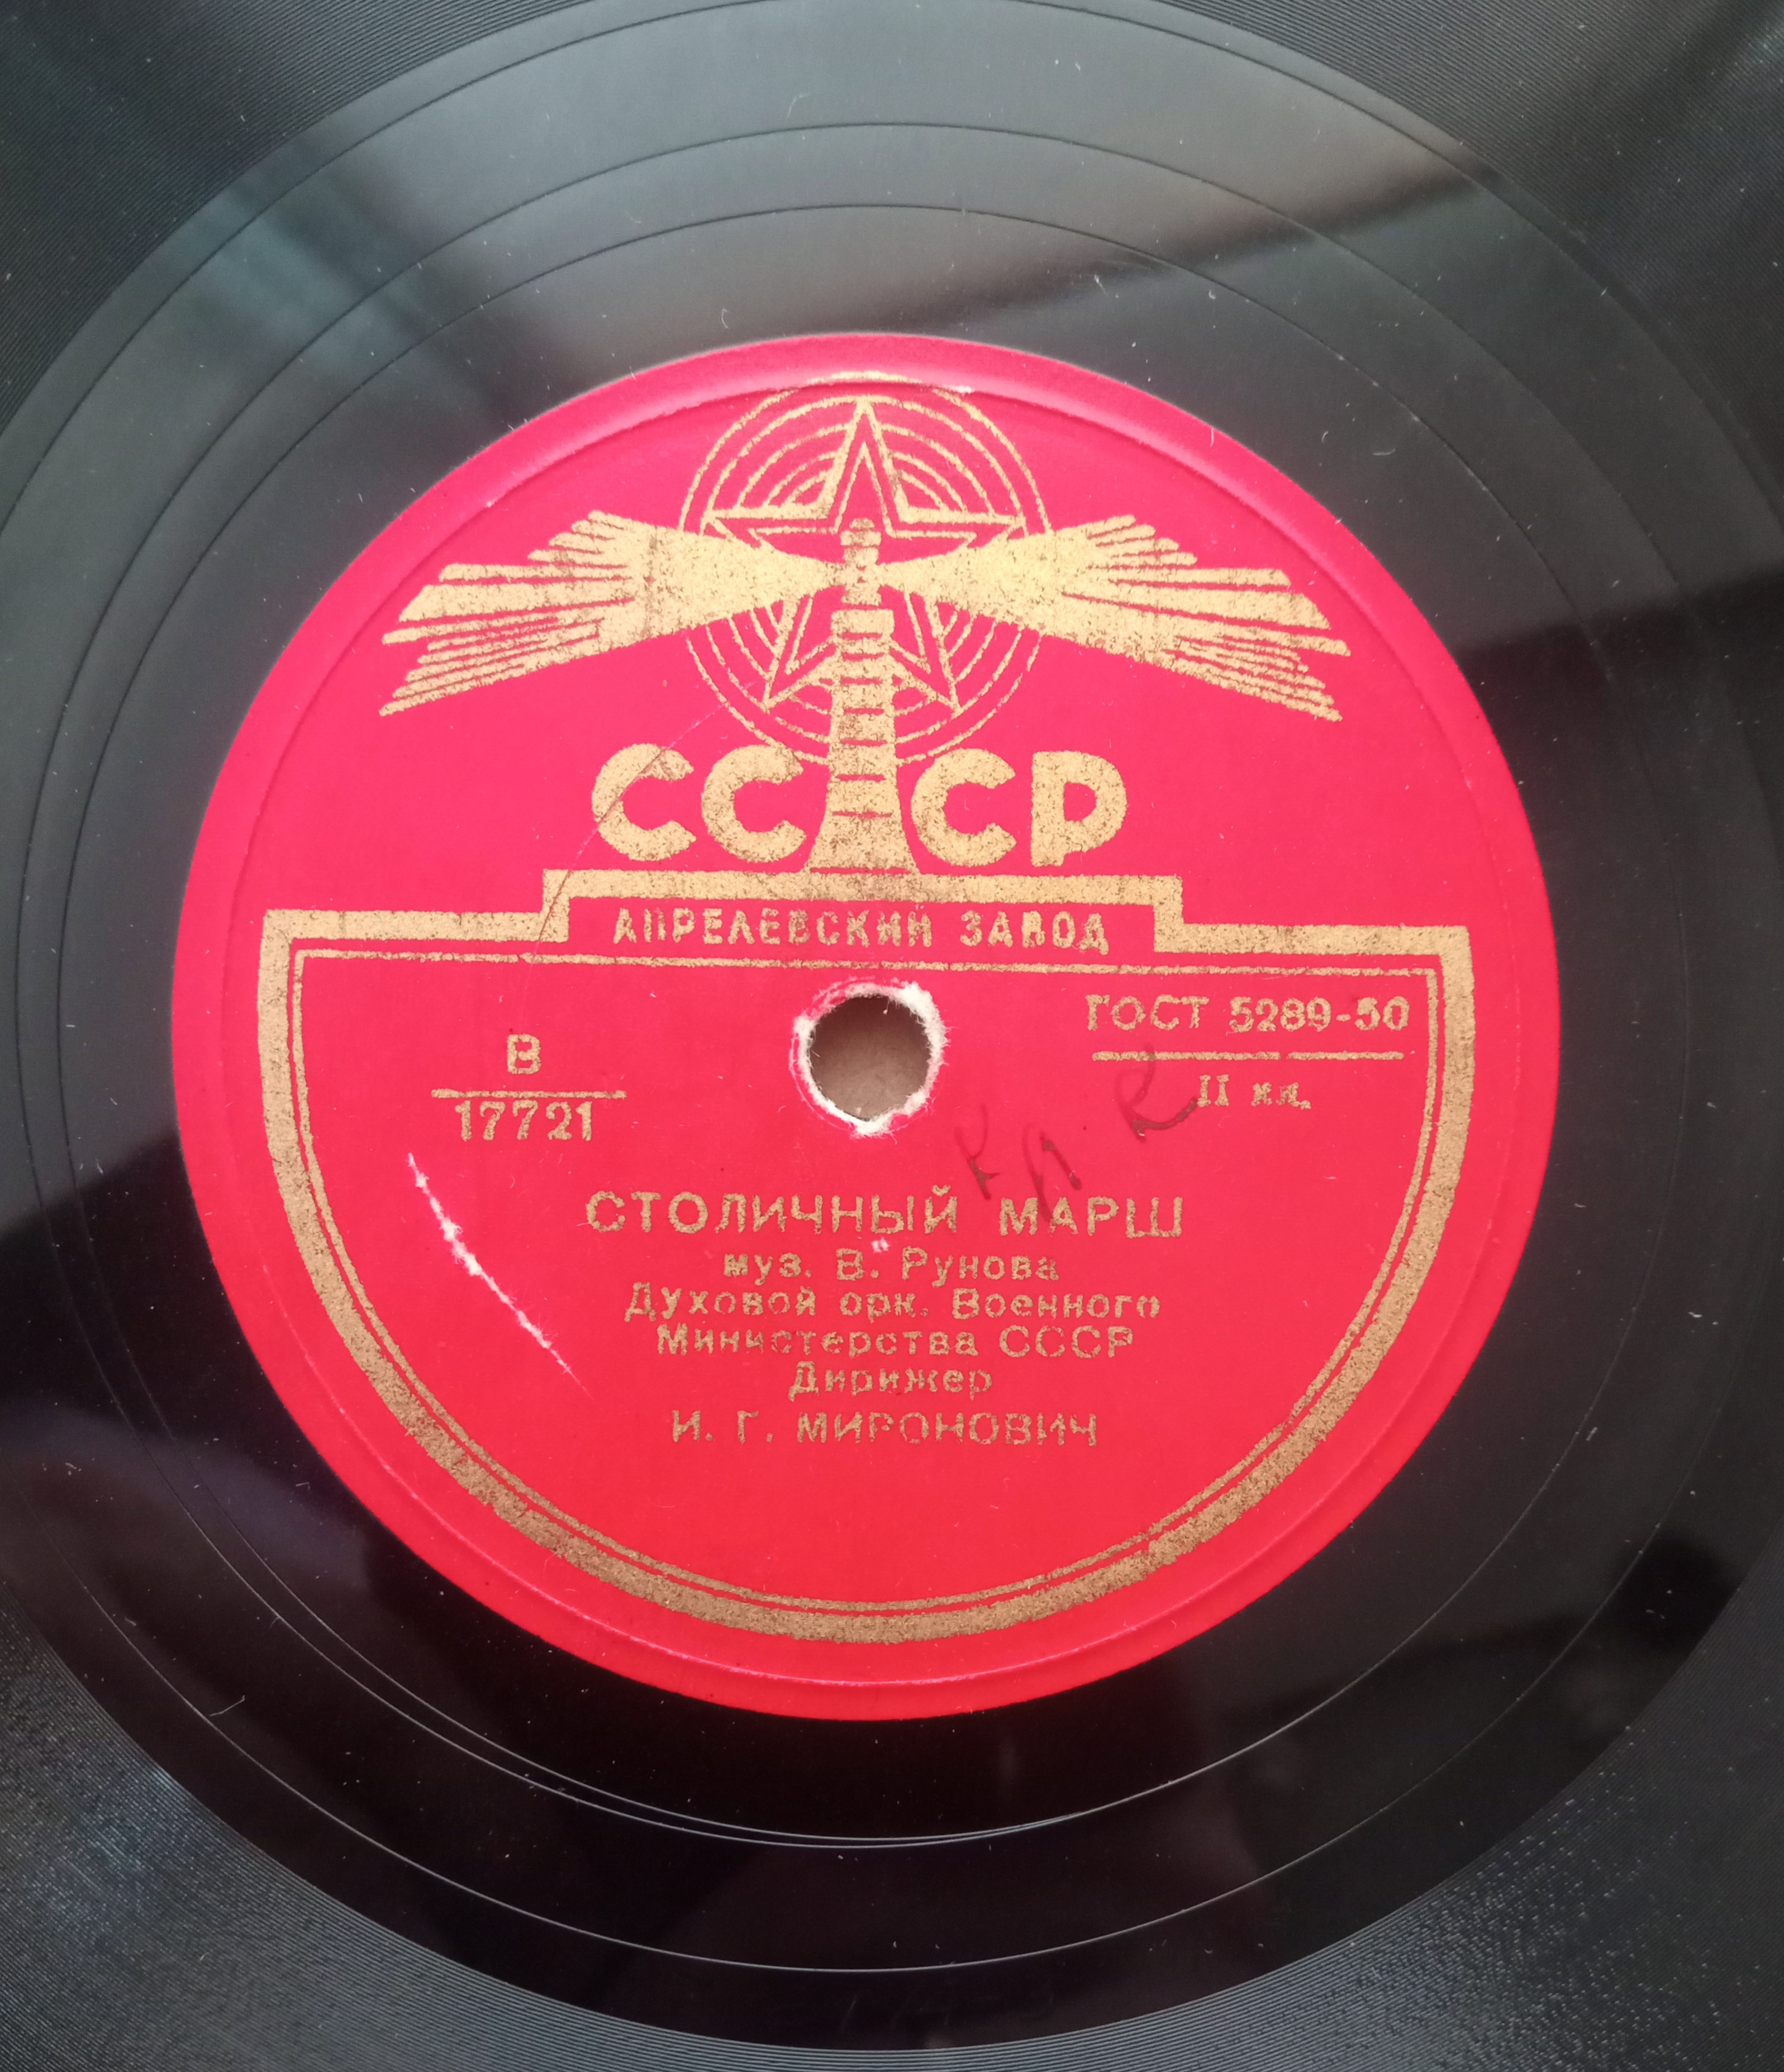 СССР
АПРЕЛЕВСКИЙ ЗАВОД
ГОСТ 5289-50
II кл.
В
17721
СТОЛИЧНЫЙ МАРШ
муз. В. Рунова
Духовой орк. Военного
Министерства СССР
Дирижер
И. Г. МИРОНОВИЧ